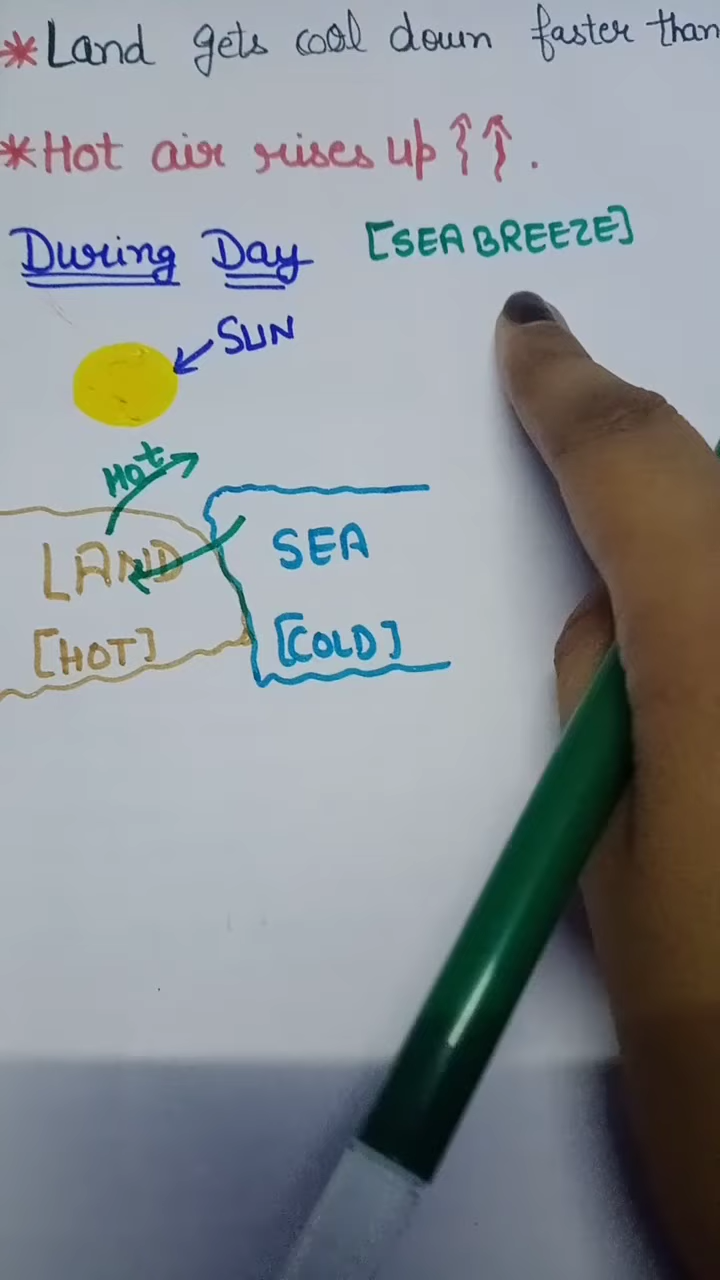 *Land gets cool down faster than
*Hot air rises up
During Day [SEA BREEZE]
SUN
Hot
LAND SEA
[HOT] [COLD]